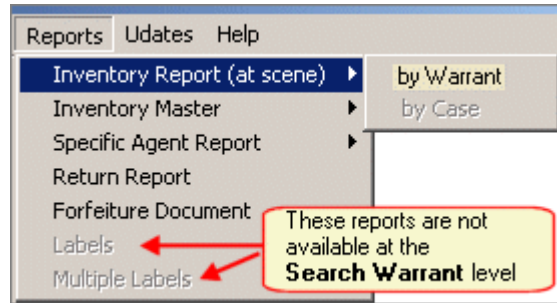 Reports Udates Help
Inventory Report (at scene)
by Warrant
Inventory Master
by Case
Specific Agent Report
Return Report
Forfeiture Document
Labels
Multiple Labels
These reports are not
available at the
Search Warrant level